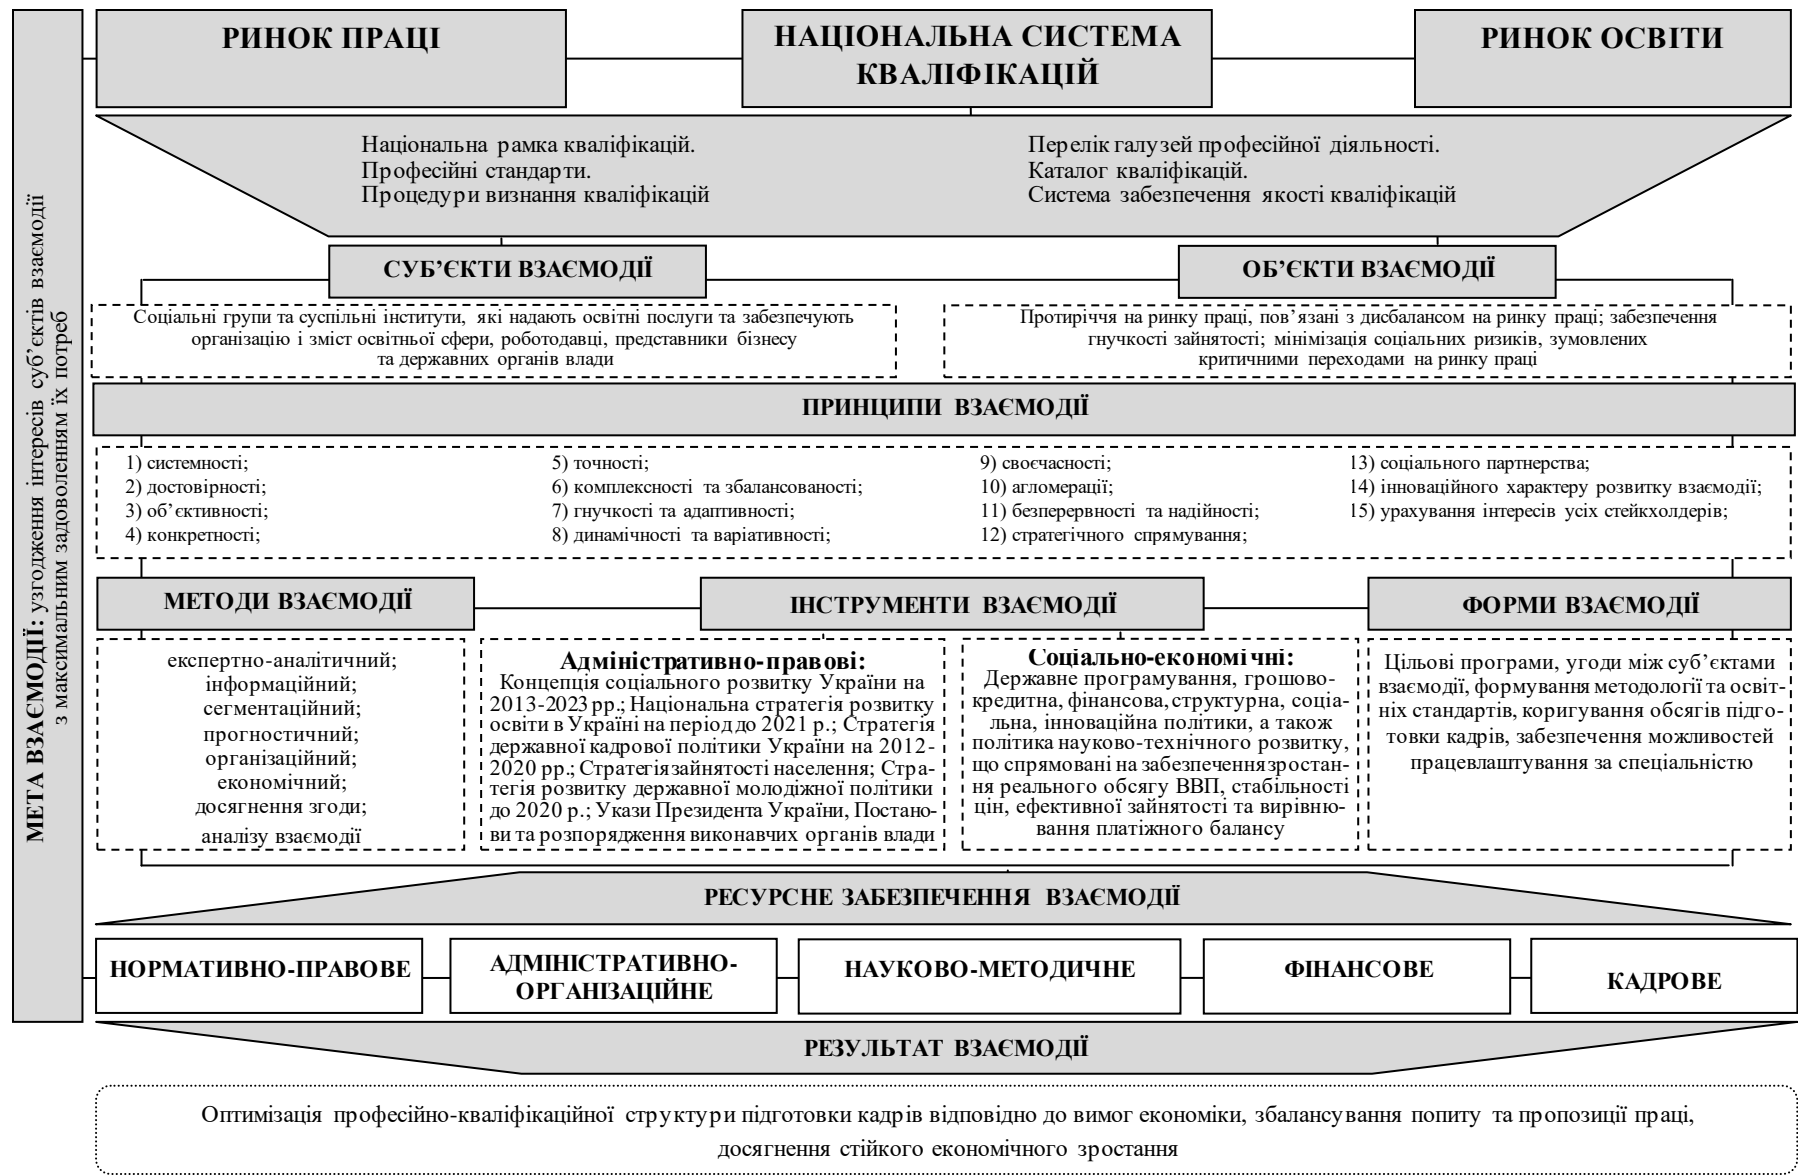 РИНОК ПРАЦІ
НАЦІОНАЛЬНА СИСТЕМА
КВАЛІФІКАЦІЙ
РИНОК ОСВІТИ
МЕТА ВЗАЄМОДІЇ: узгодження інтересів суб’єктів взаємодії
з максимальним задоволенням їх потреб
Національна рамка кваліфікацій.
Професійні стандарти.
Процедури визнання кваліфікацій
Перелік галузей професійної діяльності.
Каталог кваліфікацій.
Система забезпечення якості кваліфікацій
СУБ’ЄКТИ ВЗАЄМОДІЇ
ОБ’ЄКТИ ВЗАЄМОДІЇ
Соціальні групи та суспільні інститути, які надають освітні послуги та забезпечують
організацію і зміст освітньої сфери, роботодавці, представники бізнесу
та державних органів влади
Протиріччя на ринку праці, пов’язані з дисбалансом на ринку праці; забезпечення
гнучкості зайнятості; мінімізація соціальних ризиків, зумовлених
критичними переходами на ринку праці
ПРИНЦИПИ ВЗАЄМОДІЇ
1) системності;
2) достовірності;
3) об’єктивності;
4) конкретності;
5) точності;
6) комплексності та збалансованості;
7) гнучкості та адаптивності;
8) динамічності та варіативності;
9) своєчасності;
10) агломерації;
11) безперервності та надійності;
12) стратегічного спрямування;
13) соціального партнерства;
14) інноваційного характеру розвитку взаємодії;
15) урахування інтересів усіх стейкхолдерів;
МЕТОДИ ВЗАЄМОДІЇ
ІНСТРУМЕНТИ ВЗАЄМОДІЇ
ФОРМИ ВЗАЄМОДІЇ
експертно-аналітичний;
інформаційний;
сегментаційний;
прогностичний;
організаційний;
економічний;
досягнення згоди;
аналізу взаємодії
Адміністративно-правові:
Концепція соціального розвитку України на
2013-2023 рр.; Національна стратегія розвитку
освіти в Україні на період до 2021 р.; Стратегія
державної кадрової політики України на 2012-
2020 рр.; Стратегія зайнятості населення; Стра-
тегія розвитку державної молодіжної політики
до 2020 р.; Укази Президента України, Постано-
ви та розпорядження виконавчих органів влади
Соціально-економічні:
Державне програмування, грошово-
кредитна, фінансова, структурна, соціа-
льна, інноваційна політики, а також
політика науково-технічного розвитку,
що спрямовані на забезпечення зростан-
ня реального обсягу ВВП, стабільності
цін, ефективної зайнятості та вирівню-
вання платіжного балансу
Цільові програми, угоди між суб’єктами
взаємодії, формування методології та освіт-
ніх стандартів, коригування обсягів підго-
товки кадрів, забезпечення можливостей
працевлаштування за спеціальністю
РЕСУРСНЕ ЗАБЕЗПЕЧЕННЯ ВЗАЄМОДІЇ
НОРМАТИВНО-ПРАВОВЕ
АДМІНІСТРАТИВНО-
ОРГАНІЗАЦІЙНЕ
НАУКОВО-МЕТОДИЧНЕ
ФІНАНСОВЕ
КАДРОВЕ
РЕЗУЛЬТАТ ВЗАЄМОДІЇ
Оптимізація професійно-кваліфікаційної структури підготовки кадрів відповідно до вимог економіки, збалансування попиту та пропозиції праці,
досягнення стійкого економічного зростання